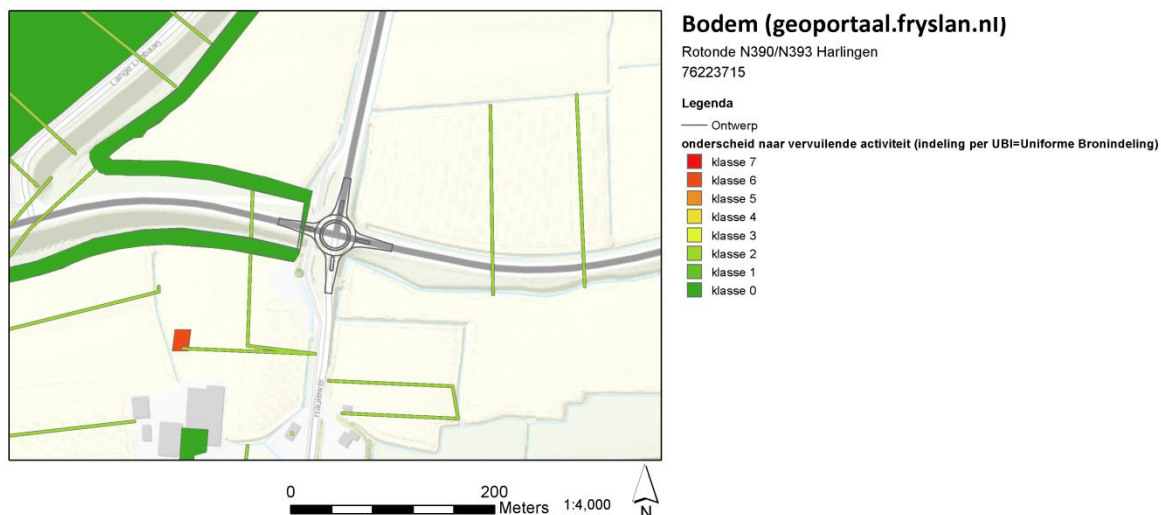 Bodem (geoportaal.fryslan.nl)
Rotonde N390/N393 Harlingen
76223715
Legenda
Ontwerp
onderscheid naar vervuilende activiteit (indeling per UBI=Uniforme Bronindeling)
klasse 7
klasse 6
klasse 5
klasse 4
klasse 3
klasse 2
klasse 1
klasse 0
Haulewei
0 200
Meters 1:4,000
N